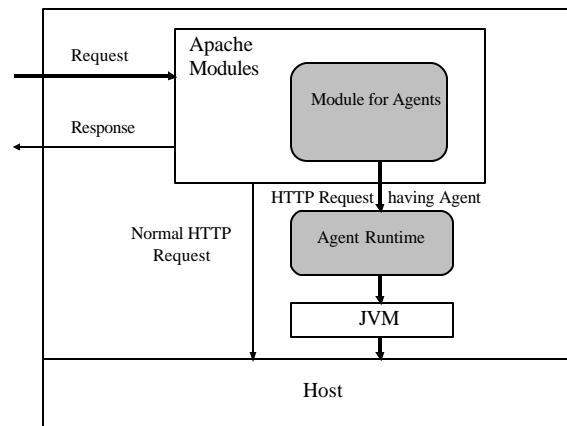 Request
Apache
Modules
Module for Agents
Response
HTTP Request having Agent
Normal HTTP
Request
Agent Runtime
JVM
Host